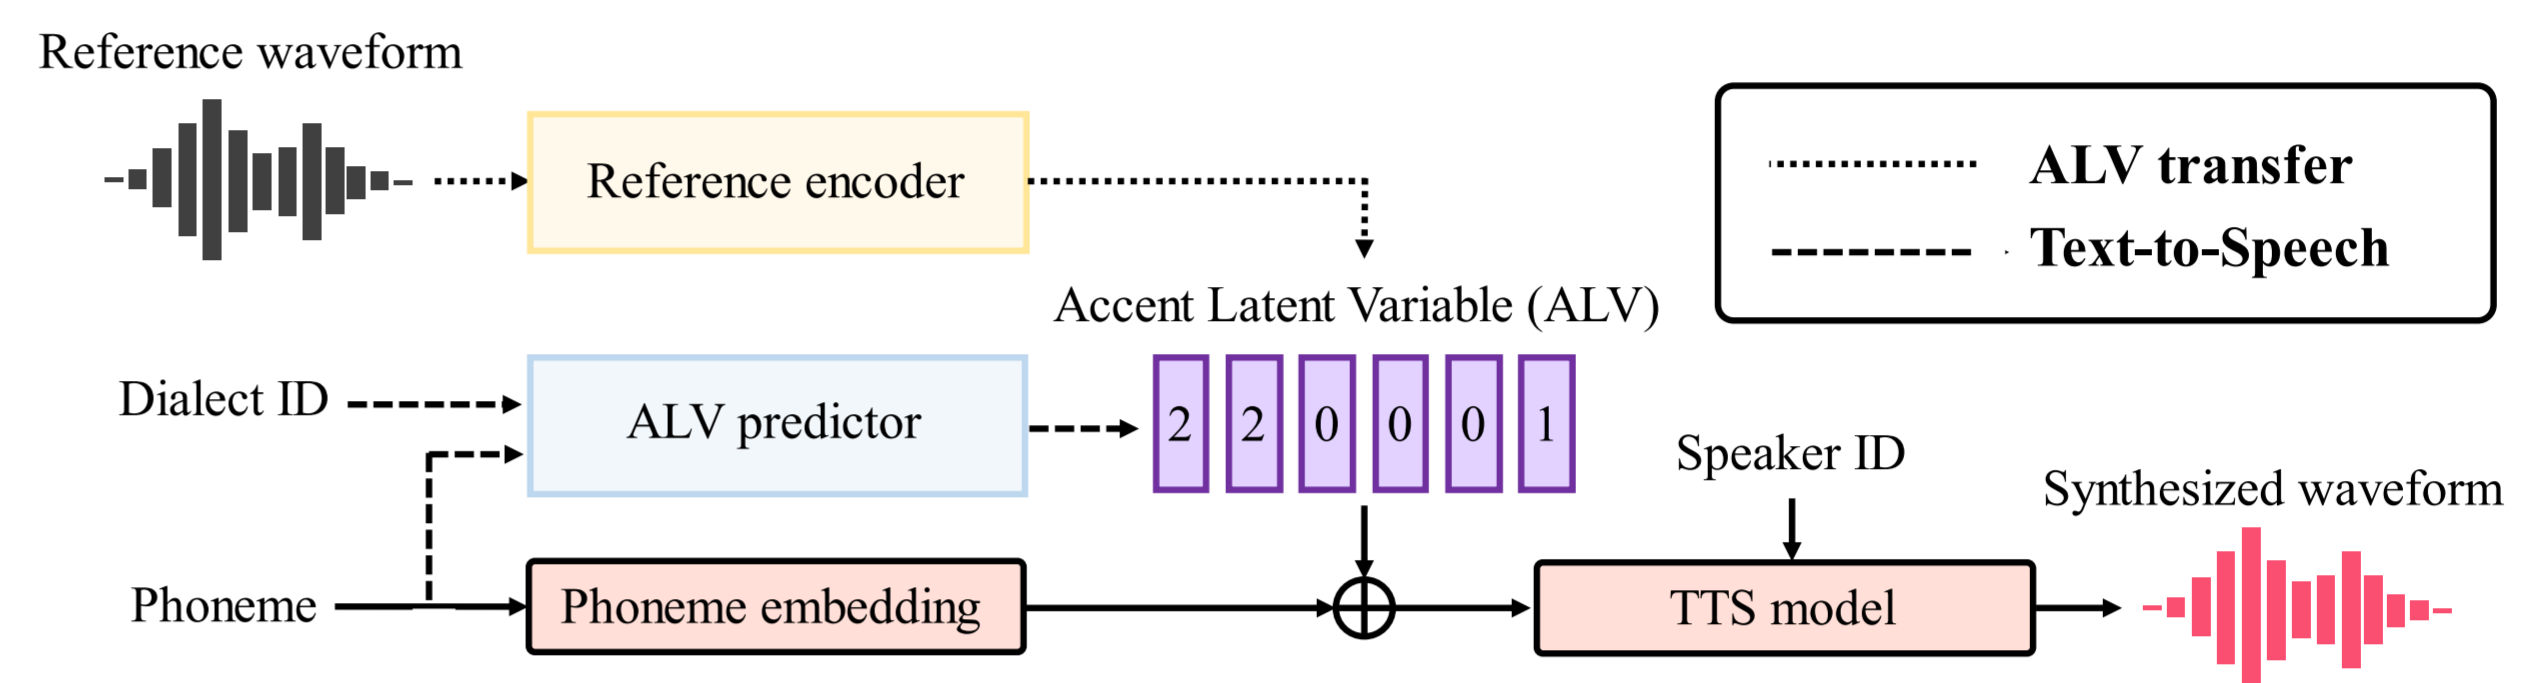 Reference waveform
Reference encoder
ALV transfer
Text-to-Speech
Accent Latent Variable (ALV)
Dialect ID
ALV predictor
2 2 0 0 0 1
Speaker ID
Synthesized waveform
Phoneme
Phoneme embedding
TTS model